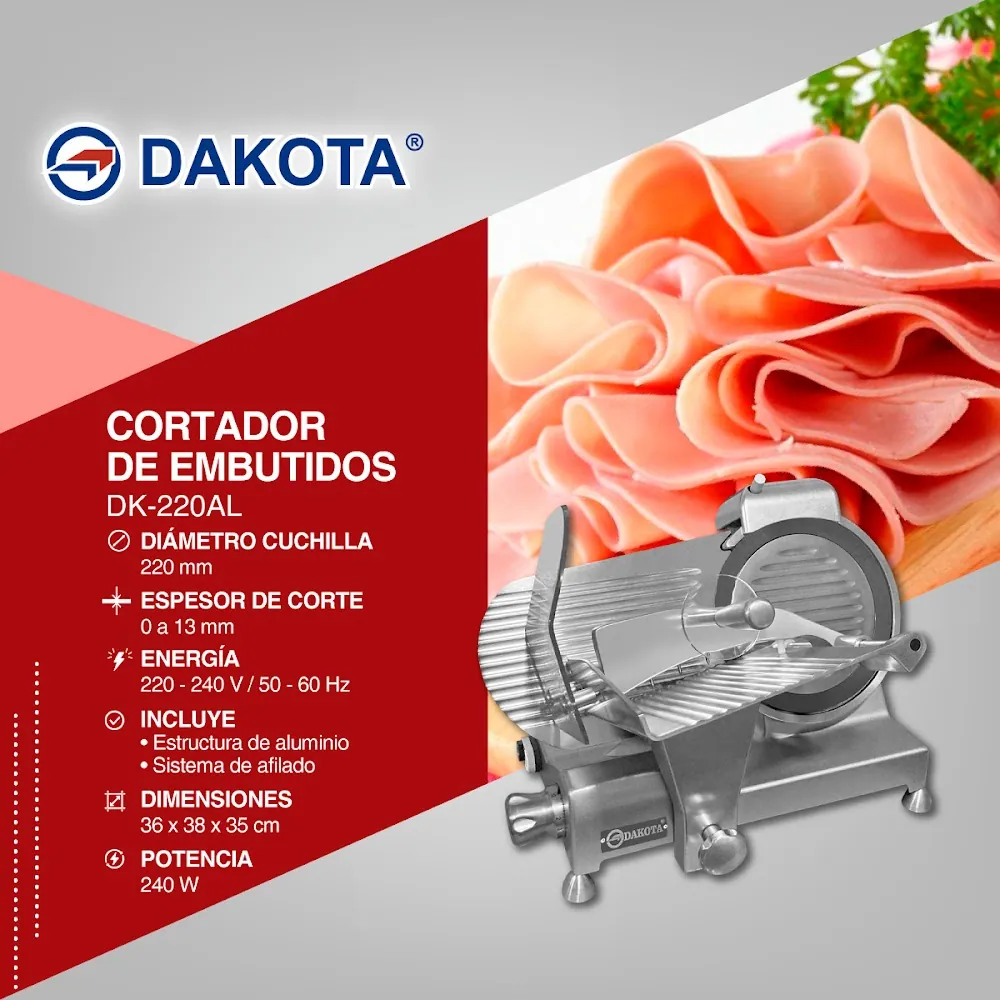 DAKOTA®
CORTADOR
DE EMBUTIDOS
DK-220AL
DIÁMETRO CUCHILLA
220 mm
ESPESOR DE CORTE
0 a 13 mm
ENERGÍA
220 - 240 V / 50 - 60 Hz
INCLUYE
• Estructura de aluminio
• Sistema de afilado
DIMENSIONES
36 x 38 x 35 cm
POTENCIA
240 W
DAKOTA